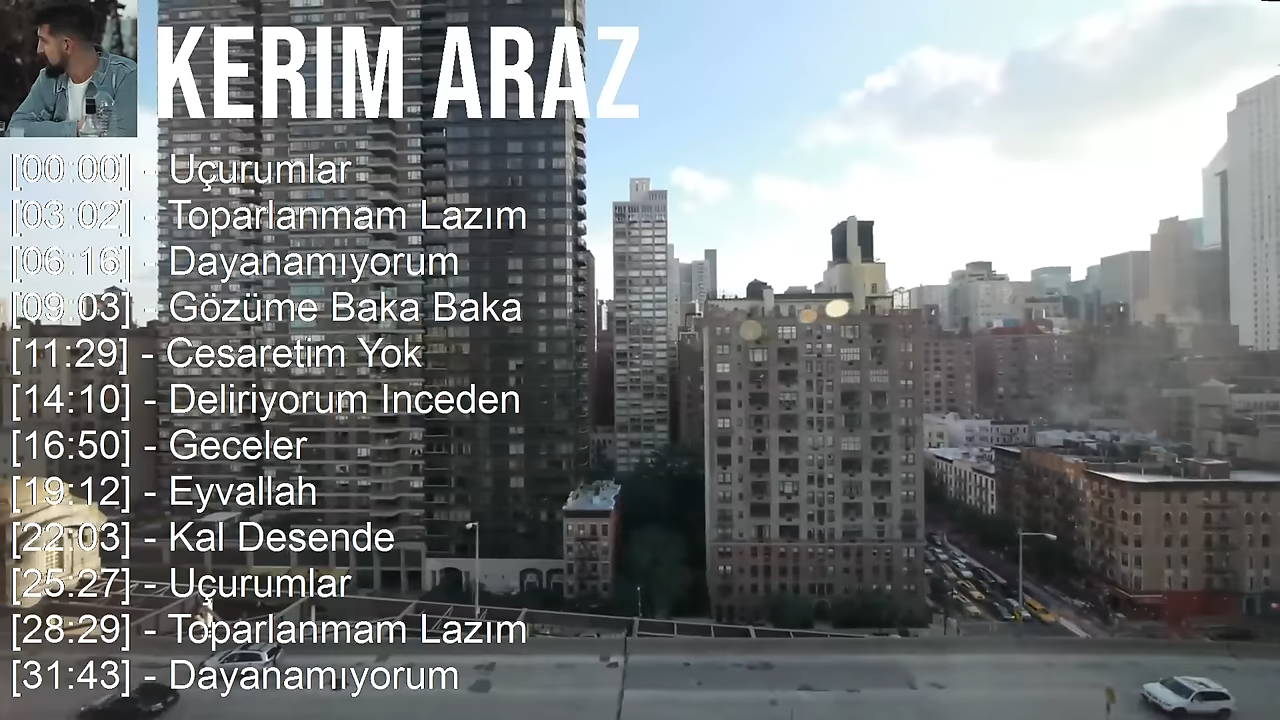 KERIM ARAZ
[00:00] - Uçurumlar
[03:02] - Toparlanmam Lazım
[06:16] - Dayanamıyorum
[09:03] - Gözüme Baka Baka
[11:29] - Cesaretim Yok
[14:10] - Deliriyorum Inceden
[16:50] - Geceler
[19:12] - Eyvallah
[22:03] - Kal Desende
[25:27] - Uçurumlar
[28:29] - Toparlanmam Lazım
[31:43] - Dayanamıyorum